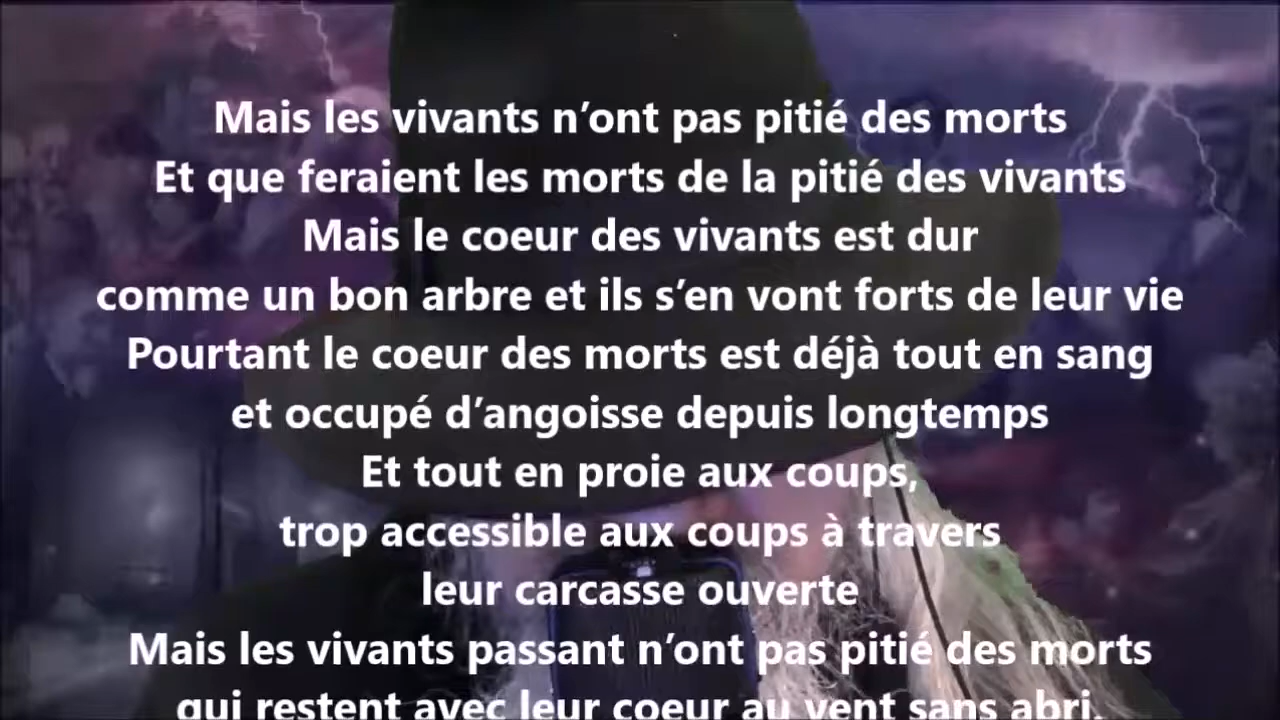 Mais les vivants n’ont pas pitié des morts
Et que feraient les morts de la pitié des vivants
Mais le coeur des vivants est dur
comme un bon arbre et ils s’en vont forts de leur vie
Pourtant le coeur des morts est déjà tout en sang
et occupé d’angoisse depuis longtemps
Et tout en proie aux coups,
trop accessible aux coups à travers
leur carcasse ouverte
Mais les vivants passant n’ont pas pitié des morts
qui restent avec leur coeur au vent sans abri.